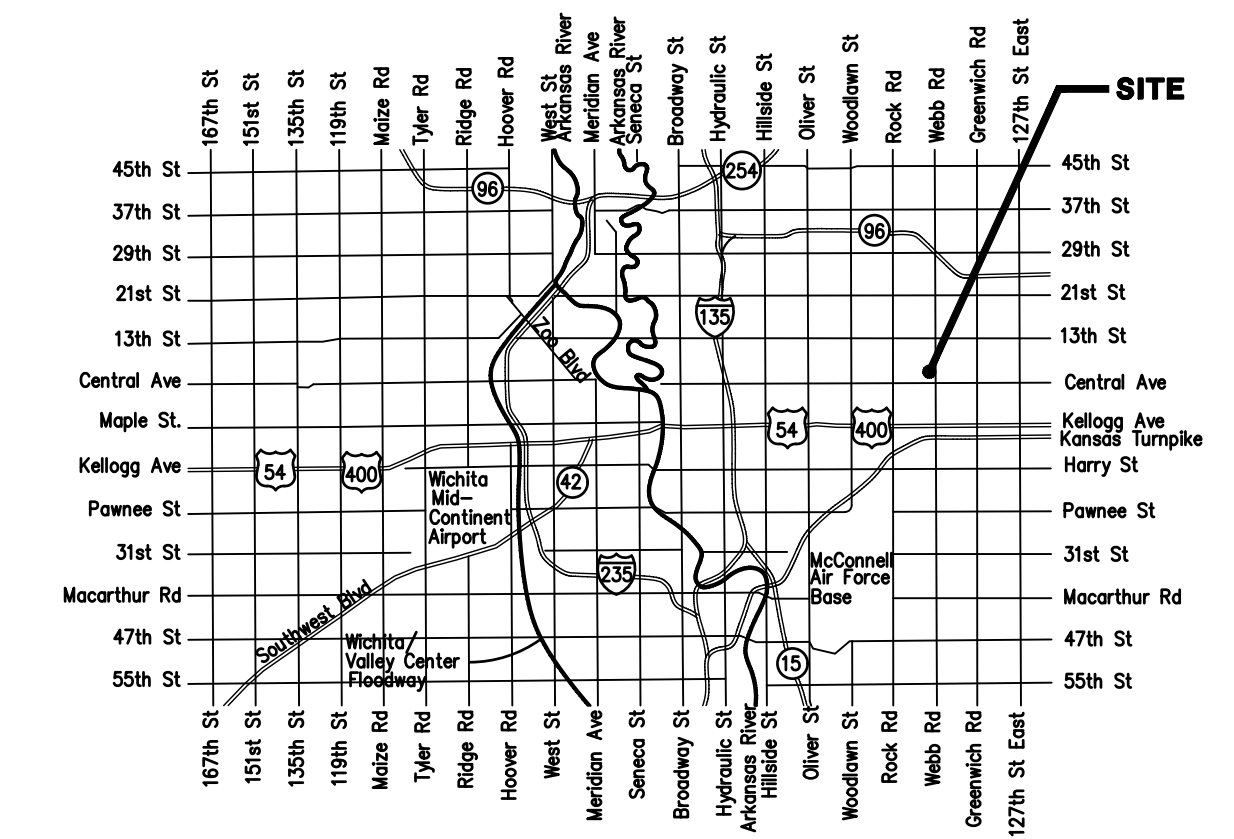 167th St
151st St
135th St
119th St
Maize Rd
Tyler Rd
Ridge Rd
Hoover Rd
West St
Arkansas River
Meridian Ave
Arkansas River
Seneca St
Broadway St
Hydraulic St
Hillside St
Oliver St
Woodlawn St
Rock Rd
Webb Rd
Greenwich Rd
127th St East
SITE
45th St
254
45th St
96
37th St
37th St
96
29th St
29th St
21st St
21st St
135
13th St
Zoo Blvd
13th St
Central Ave
Central Ave
Maple St.
54
400
Kellogg Ave
Kansas Turnpike
Kellogg Ave
54
400
Harry St
Wichita
Mid-
Continent
Airport
42
Pawnee St
Pawnee St
31st St
31st St
McConnell
Air Force
Base
235
Macarthur Rd
Macarthur Rd
Southwest Blvd
47th St
47th St
Wichita/
Valley Center
Floodway
15
55th St
55th St
167th St
151st St
135th St
119th St
Maize Rd
Tyler Rd
Ridge Rd
Hoover Rd
West St
Meridian Ave
Seneca St
Broadway St
Hydraulic St
Arkansas River
Hillside St
Oliver St
Woodlawn St
Rock Rd
Webb Rd
Greenwich Rd
127th St East